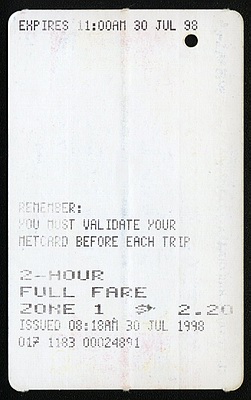 EXPIRES 11:00AM 30 JUL 98
REMEMBER:
YOU MUST VALIDATE YOUR
METCARD BEFORE EACH TRIP
2-HOUR
FULL FARE
ZONE 1 2.20
ISSUED 08:18AM 30 JUL 1998
017 1183 00024891